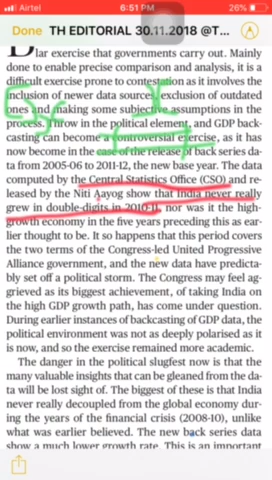 Airtel 6:51 PM 26%
Done TH EDITORIAL 30.11.2018 @T...
lar exercise that governments carry out. Mainly
done to enable precise comparison and analysis, it is a
difficult exercise prone to contestation as it involves the
inclusion of newer data sources, exclusion of outdated
ones and making some subjective assumptions in the
process. Throw in the political element, and GDP back-
casting can become a controversial exercise, as it has
now become in the case of the release of back series da-
ta from 2005-06 to 2011-12, the new base year. The data
computed by the Central Statistics Office (CSO) and re-
leased by the Niti Aayog show that India never really
grew in double-digits in 2010-11, nor was it the high-
growth economy in the five years preceding this as ear-
lier thought to be. It so happens that this period covers
the two terms of the Congress-led United Progressive
Alliance government, and the new data have predicta-
bly set off a political storm. The Congress may feel ag-
grieved as its biggest achievement, of taking India
on the high GDP growth path, has come under question.
During earlier instances of backcasting of GDP data, the
political environment was not as deeply polarised as it
is now, and so the exercise remained more academic.
The danger in the political slugfest now is that the
many valuable insights that can be gleaned from the da-
ta will be lost sight of. The biggest of these is that India
never really decoupled from the global economy dur-
ing the years of the financial crisis (2008-10), unlike
what was earlier believed. The new back series data
show a much lower growth rate. This is an important